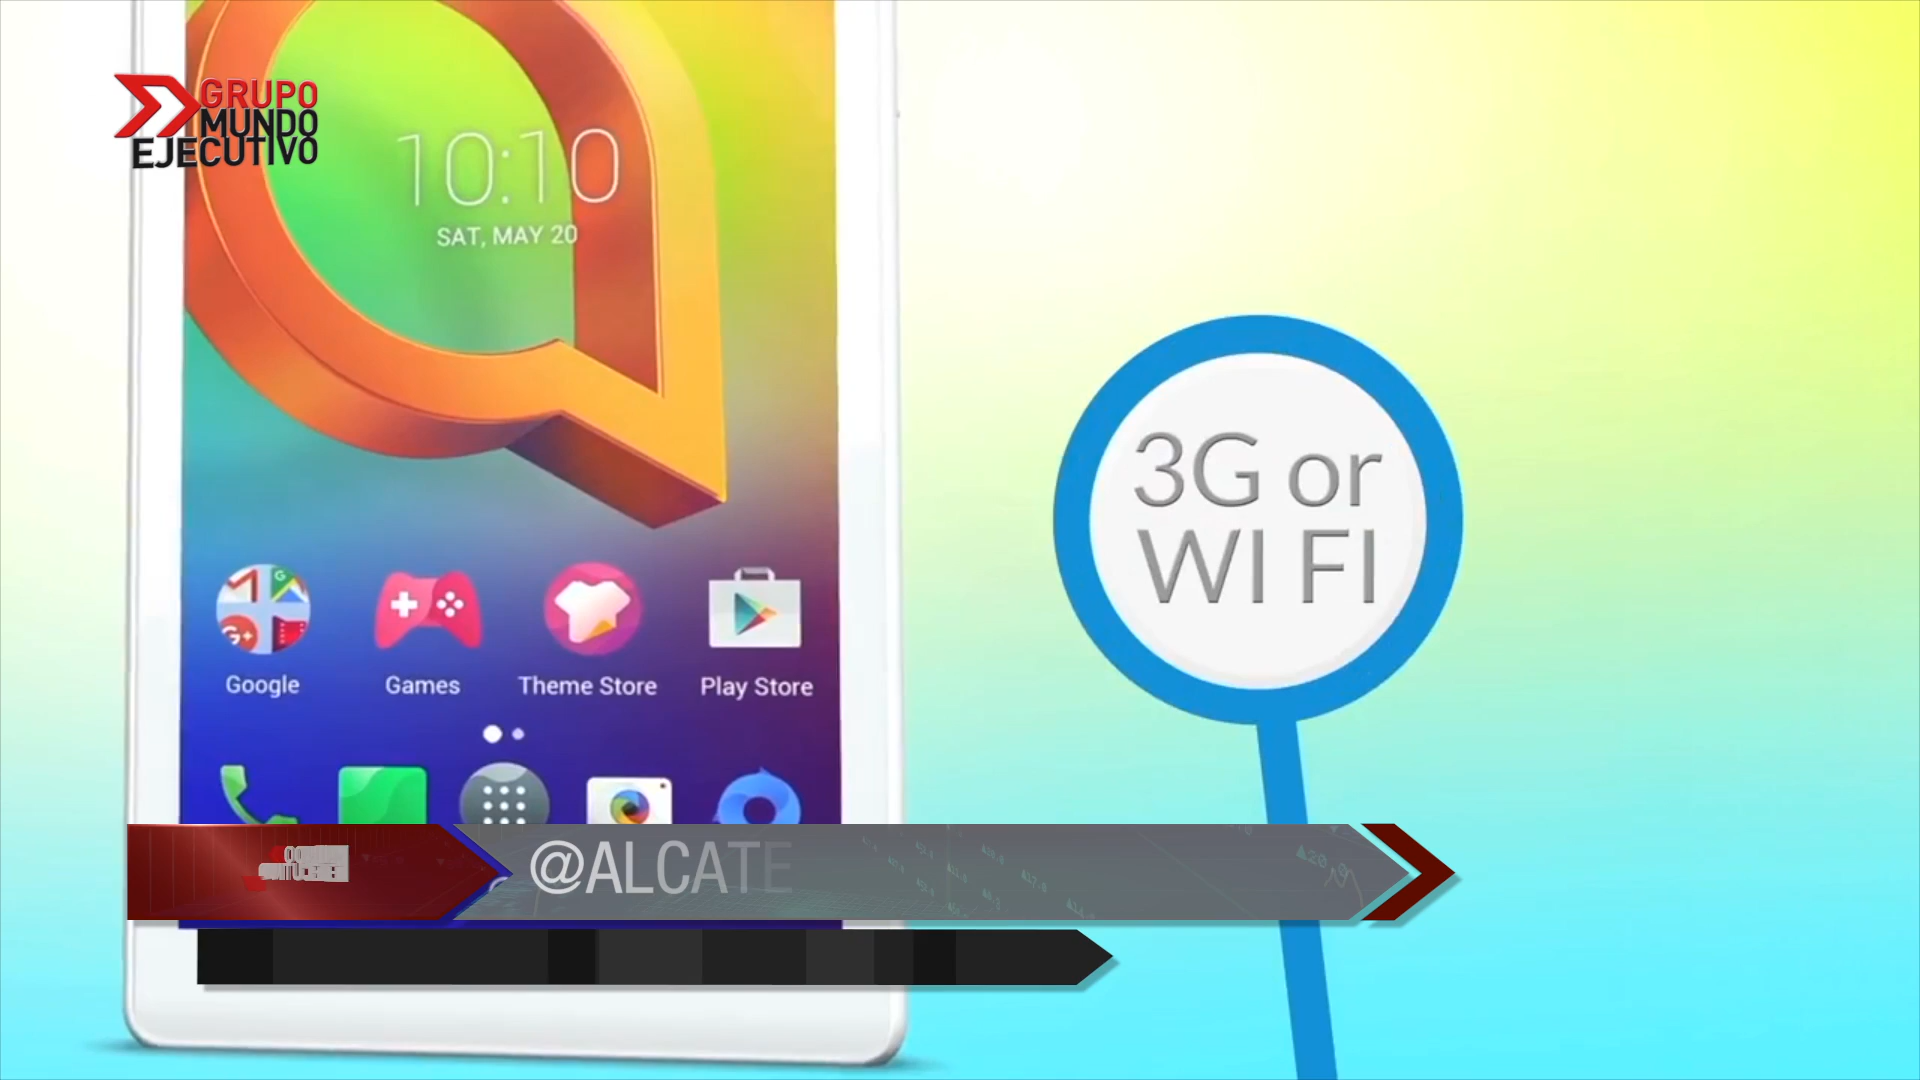 GRUPO
MUNDO
EJECUTIVO
10:10
SAT, MAY 20
3G or
WI FI
Google
Games
Theme Store
Play Store
@ALCATE